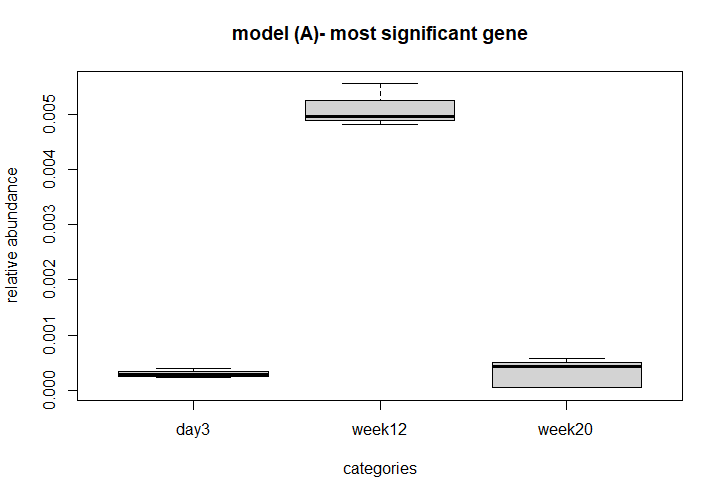 model (A)- most significant gene
relative abundance
0.005
0.004
0.003
0.002
0.001
0.000
day3 week12 week20
categories